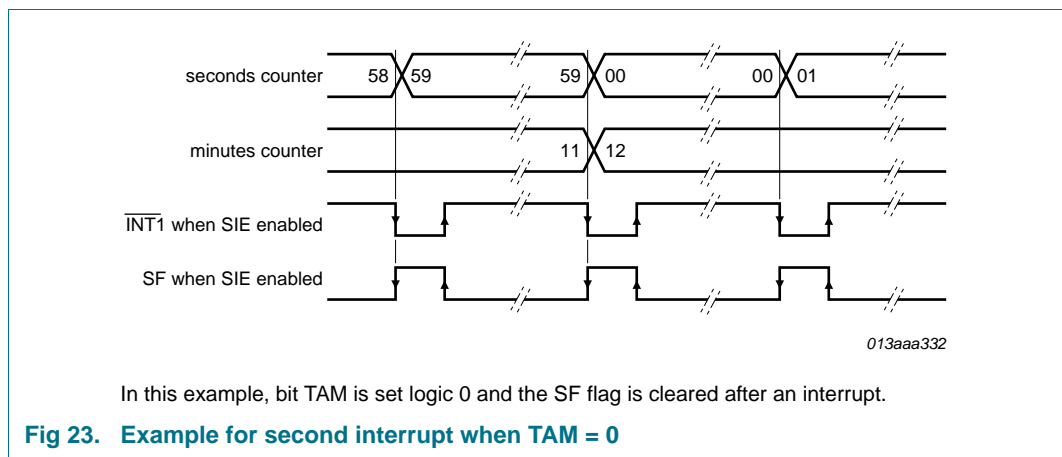 seconds counter 58 59 59 00 00 01
minutes counter 11 12
INT1 when SIE enabled
SF when SIE enabled
013aaa332
In this example, bit TAM is set logic 0 and the SF flag is cleared after an interrupt.
Fig 23. Example for second interrupt when TAM = 0